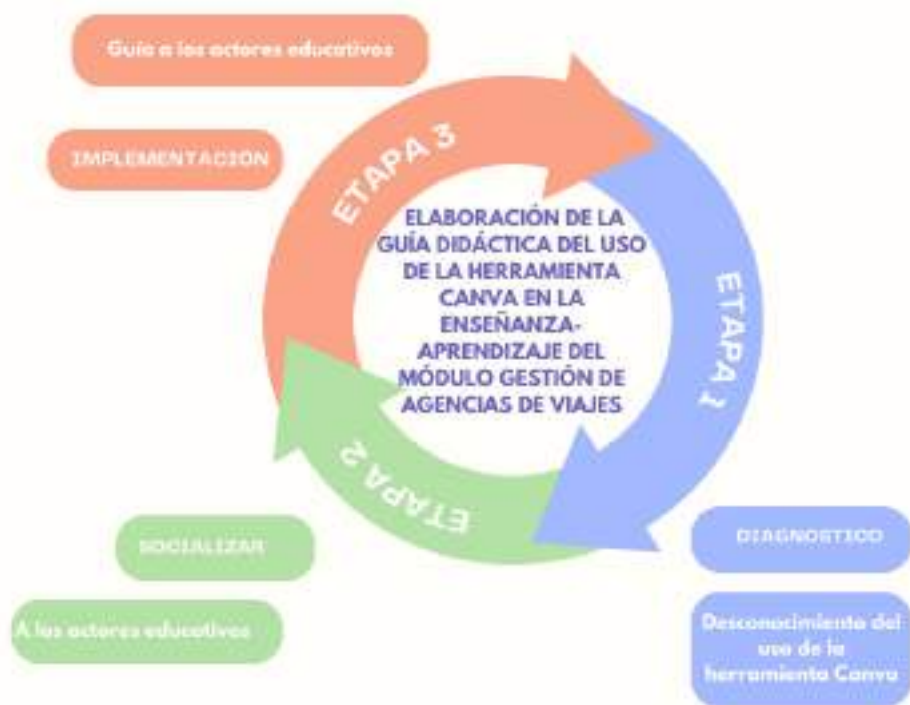 Guía a los actores educativos
IMPLEMENTACIÓN
ETAPA 3
ELABORACIÓN DE LA
GUÍA DIDÁCTICA DEL USO
DE LA HERRAMIENTA
CANVA EN LA
ENSEÑANZA-
APRENDIZAJE DEL
MÓDULO GESTIÓN DE
AGENCIAS DE VIAJES
ETAPA 1
ETAPA 2
SOCIALIZAR
A los actores educativos
DIAGNOSTICO
Desconocimiento del
uso de la
herramienta Canva